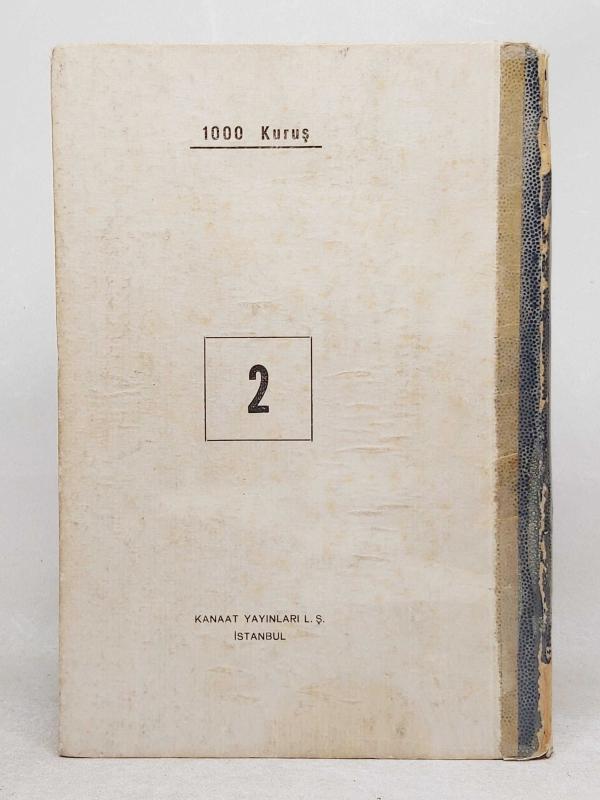 1000 Kuruş
2
KANAAT YAYINLARI L. Ş.
İSTANBUL